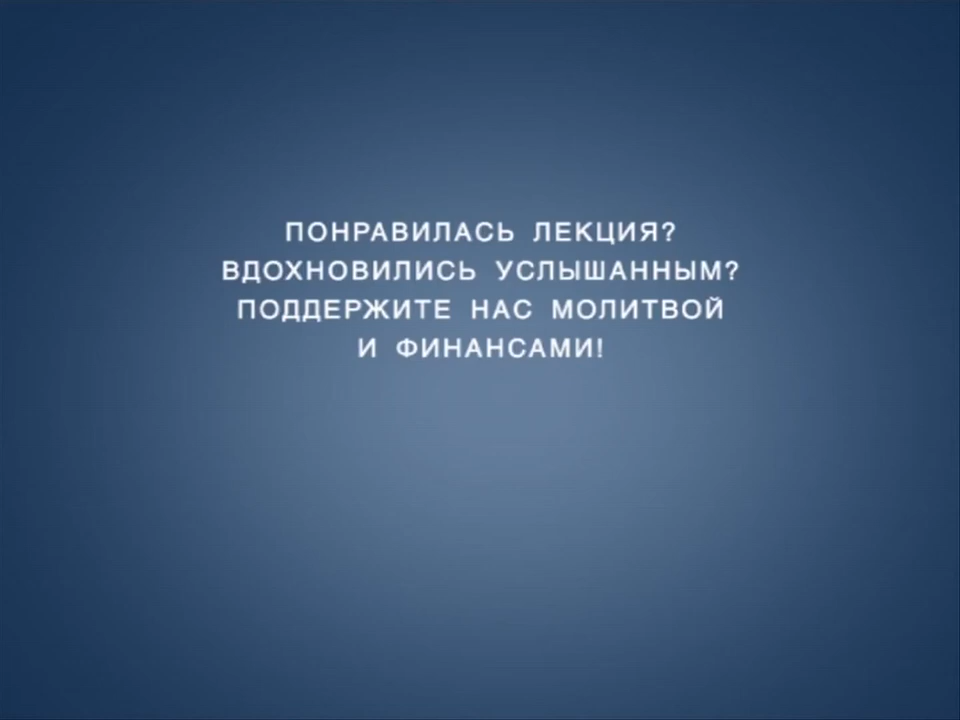 ПОНРАВИЛАСЬ ЛЕКЦИЯ?
ВДОХНОВИЛИСЬ УСЛЫШАННЫМ?
ПОДДЕРЖИТЕ НАС МОЛИТВОЙ
И ФИНАНСАМИ!